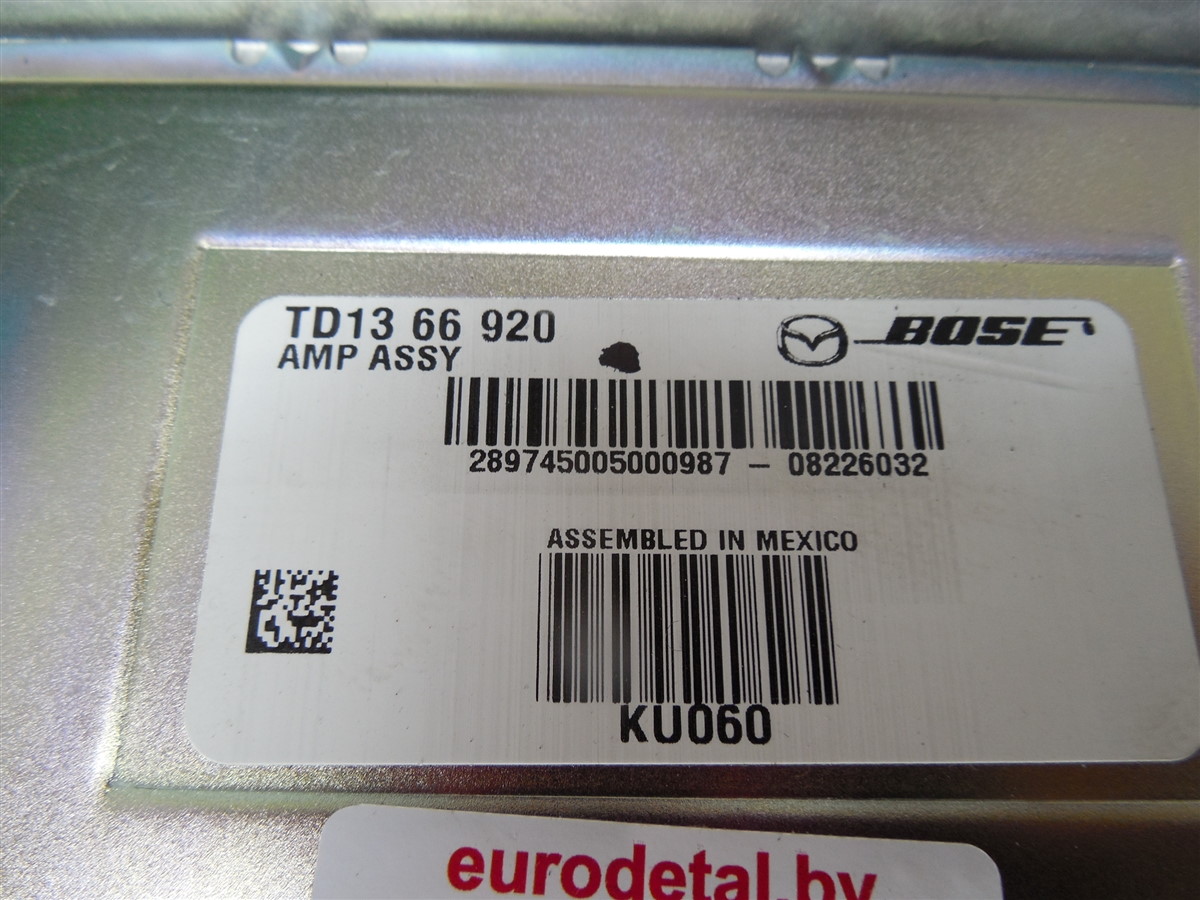 TD13 66 920 BOSE
AMP ASSY
289745005000987 - 08226032
ASSEMBLED IN MEXICO
KU060
eurodetal.by